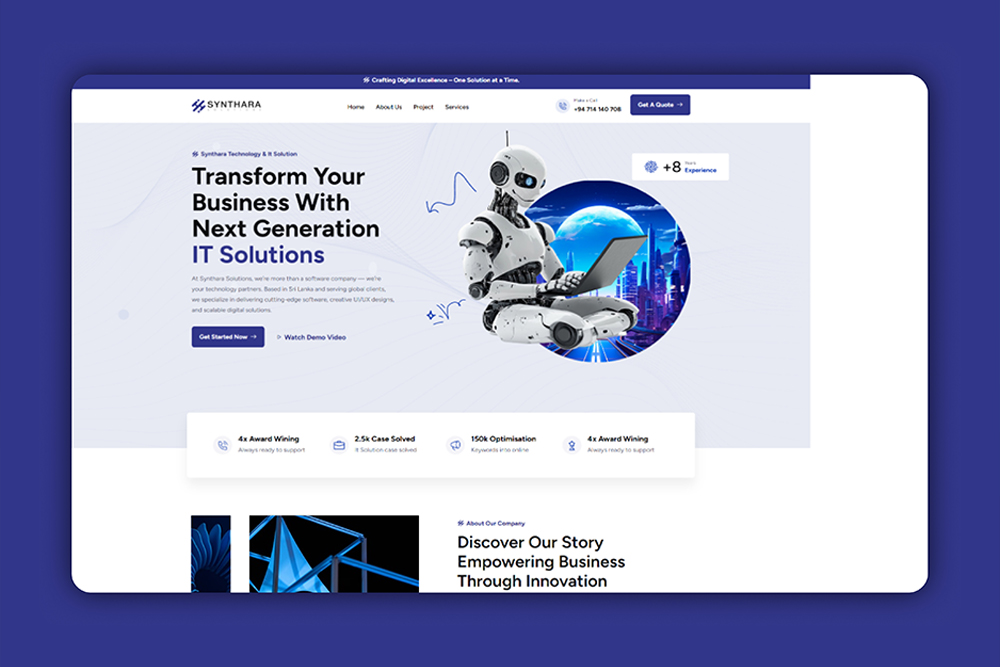 Crafting Digital Excellence – One Solution at a Time.
SYNTHARA
Home About Us Project Services
Make a Call
+94 714 140 708
Get A Quote
Synthara Technology & It Solution
Transform Your
Business With
Next Generation
IT Solutions
At Synthara Solutions, we're more than a software company — we're
your technology partners. Based in Sri Lanka and serving global clients,
we specialize in delivering cutting-edge software, creative UI/UX designs,
and scalable digital solutions.
Get Started Now
Watch Demo Video
+8 Years
Experience
4x Award Wining
Always ready to support
2.5k Case Solved
It Solution case solved
150k Optimisation
Keywords into online
4x Award Wining
Always ready to support
About Our Company
Discover Our Story
Empowering Business
Through Innovation